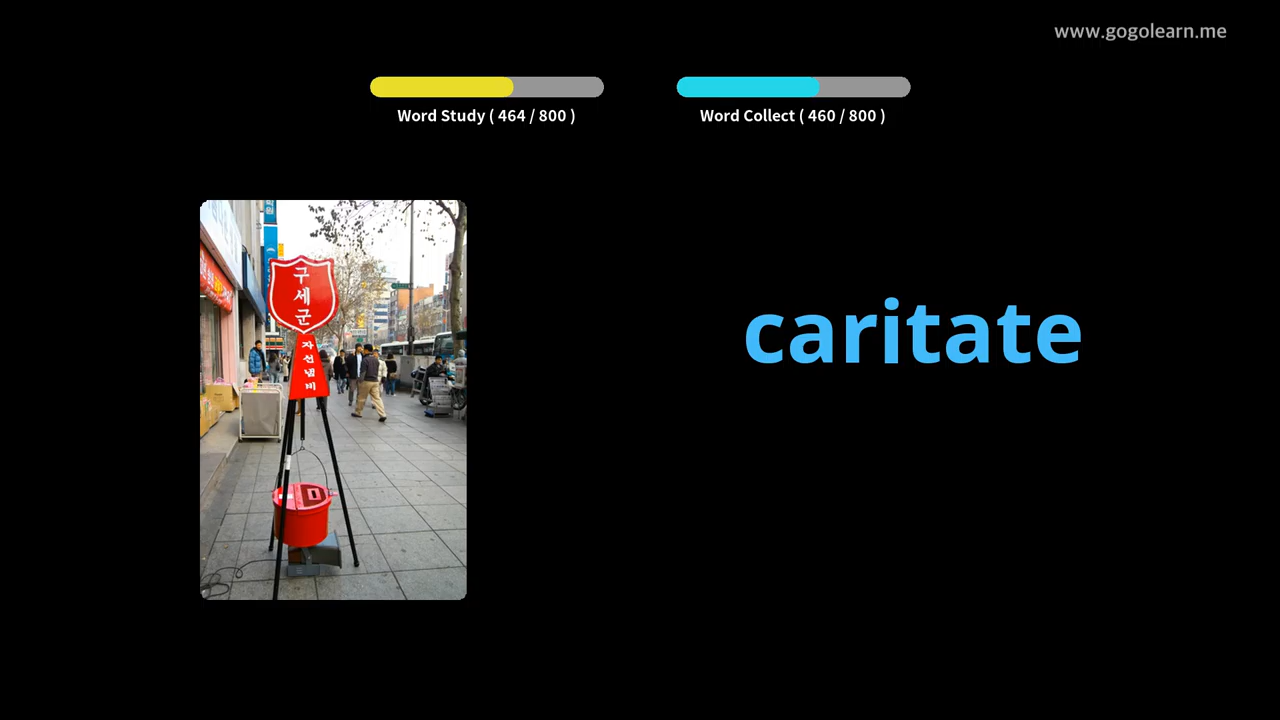 www.gogolearn.me
Word Study ( 464 / 800 )
Word Collect ( 460 / 800 )
구
세
군
자
선
냄
비
caritate